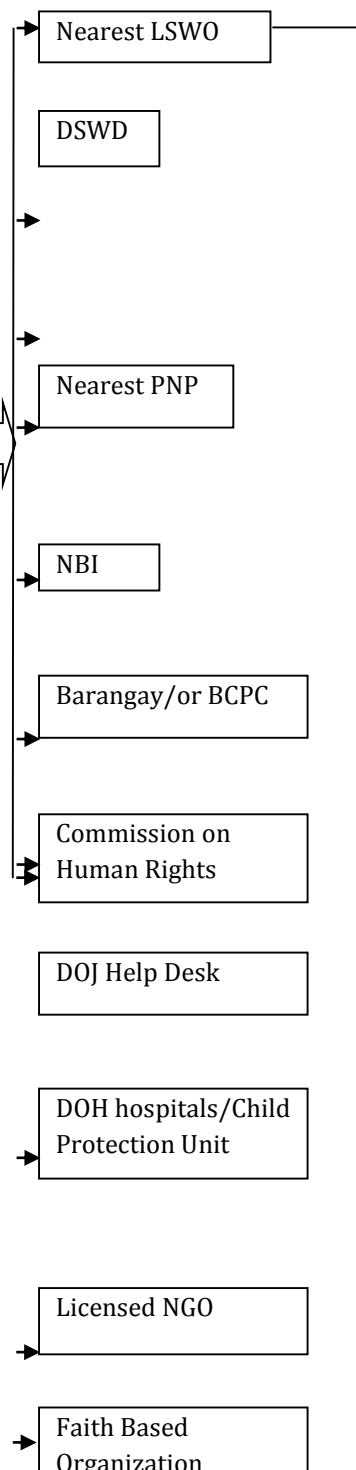 Nearest LSWO
DSWD
Nearest PNP
NBI
Barangay/or BCPC
Commission on
Human Rights
DOJ Help Desk
DOH hospitals/Child
Protection Unit
Licensed NGO
Faith Based
Organization